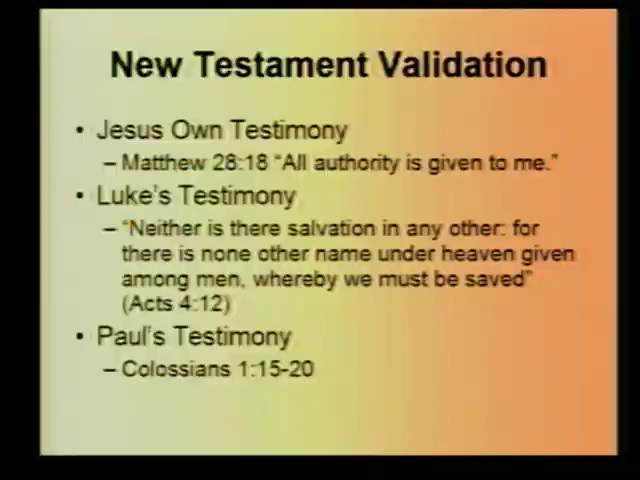 New Testament Validation
• Jesus Own Testimony
– Matthew 28:18 “All authority is given to me.”
• Luke’s Testimony
– “Neither is there salvation in any other: for
there is none other name under heaven given
among men, whereby we must be saved”
(Acts 4:12)
• Paul’s Testimony
– Colossians 1:15-20